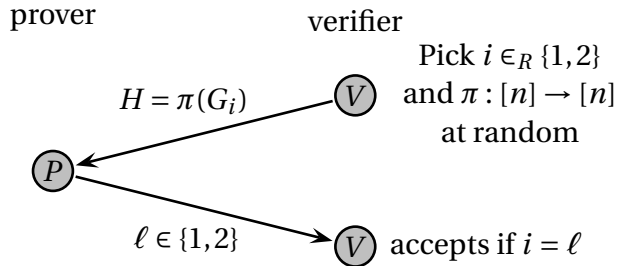 prover
verifier
Pick i ∈_R {1,2}
and π : [n] → [n]
at random
H = π(G_i)
V
P
ℓ ∈ {1,2}
V
accepts if i = ℓ